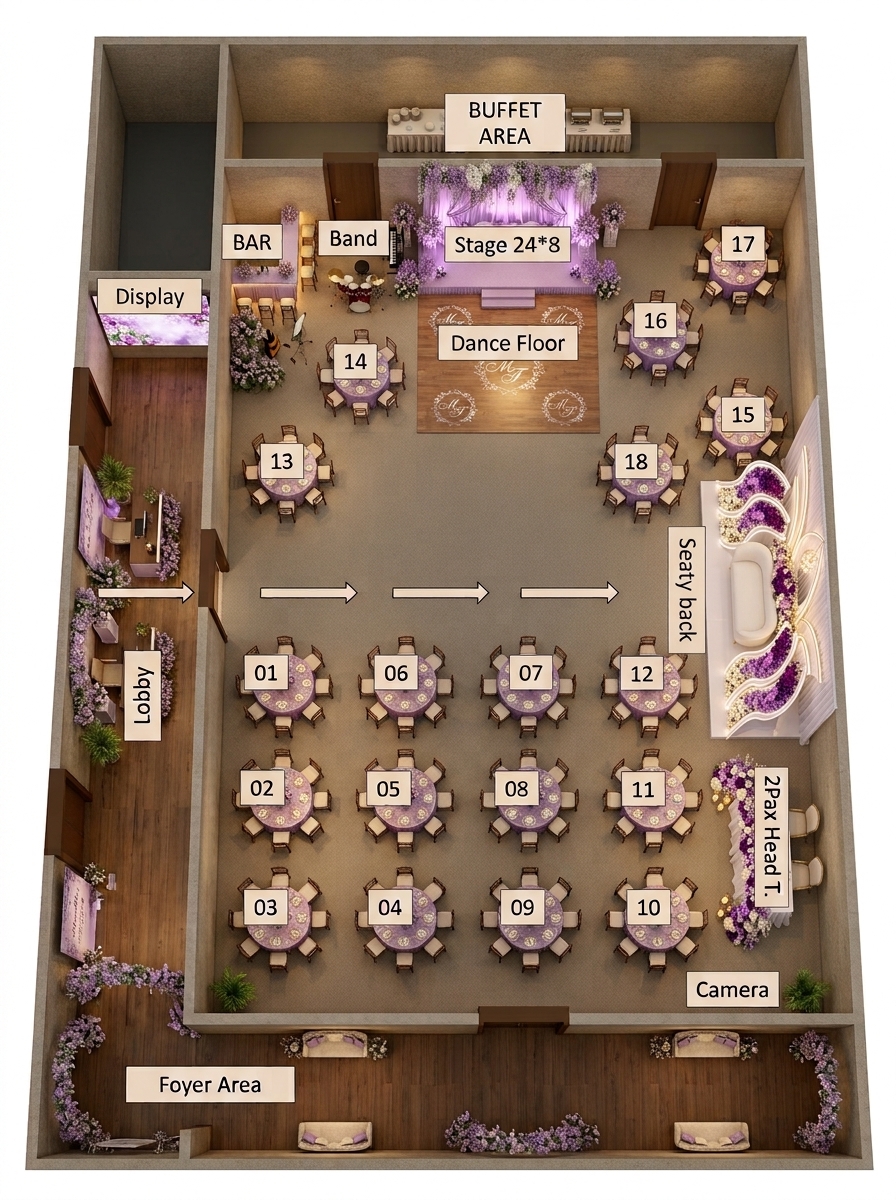 BUFFET
AREA
BAR
Band
Stage 24*8
17
Display
16
Dance Floor
14
15
13
18
Seaty back
01
06
07
12
Lobby
02
05
08
11
2Pax Head T.
03
04
09
10
Camera
Foyer Area
MJ